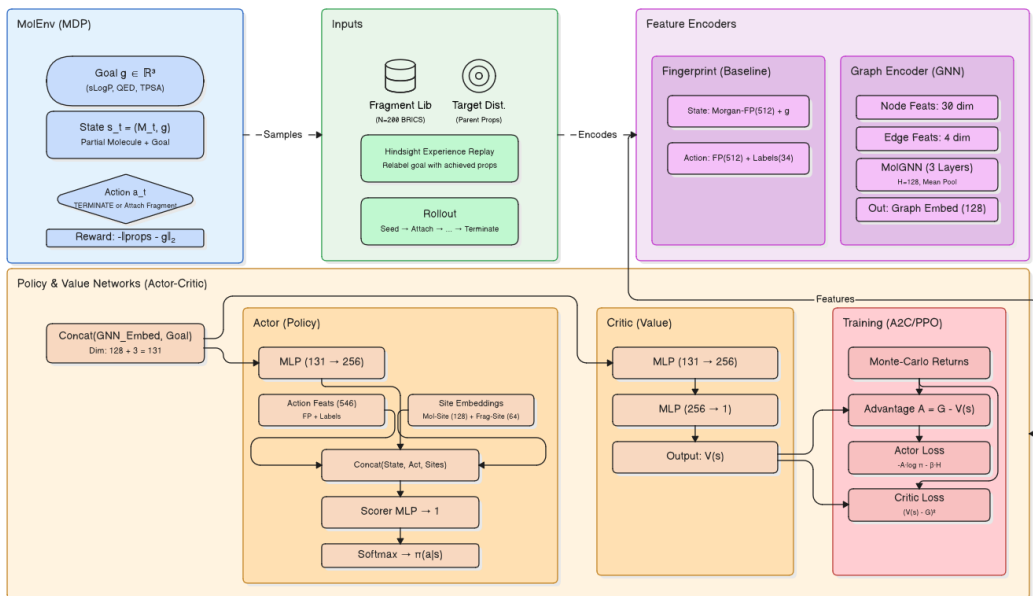 MolEnv (MDP)
Goal g ∈ ℝ³
(sLogP, QED, TPSA)
State s_t = (M_t, g)
Partial Molecule + Goal
Action a_t
TERMINATE or Attach Fragment
Reward: -‖props - g‖₂
Samples
Inputs
Fragment Lib
(N=200 BRICS)
Target Dist.
(Parent Props)
Hindsight Experience Replay
Relabel goal with achieved props
Rollout
Seed → Attach → ... → Terminate
Encodes
Feature Encoders
Fingerprint (Baseline)
State: Morgan-FP(512) + g
Action: FP(512) + Labels(34)
Graph Encoder (GNN)
Node Feats: 30 dim
Edge Feats: 4 dim
MolGNN (3 Layers)
H=128, Mean Pool
Out: Graph Embed (128)
Features
Policy & Value Networks (Actor-Critic)
Concat(GNN_Embed, Goal)
Dim: 128 + 3 = 131
Actor (Policy)
MLP (131 → 256)
Action Feats (546)
FP + Labels
Site Embeddings
Mol-Site (128) + Frag-Site (64)
Concat(State, Act, Sites)
Scorer MLP → 1
Softmax → π(a|s)
Critic (Value)
MLP (131 → 256)
MLP (256 → 1)
Output: V(s)
Training (A2C/PPO)
Monte-Carlo Returns
Advantage A = G - V(s)
Actor Loss
-A·log π - β·H
Critic Loss
(V(s) - G)²